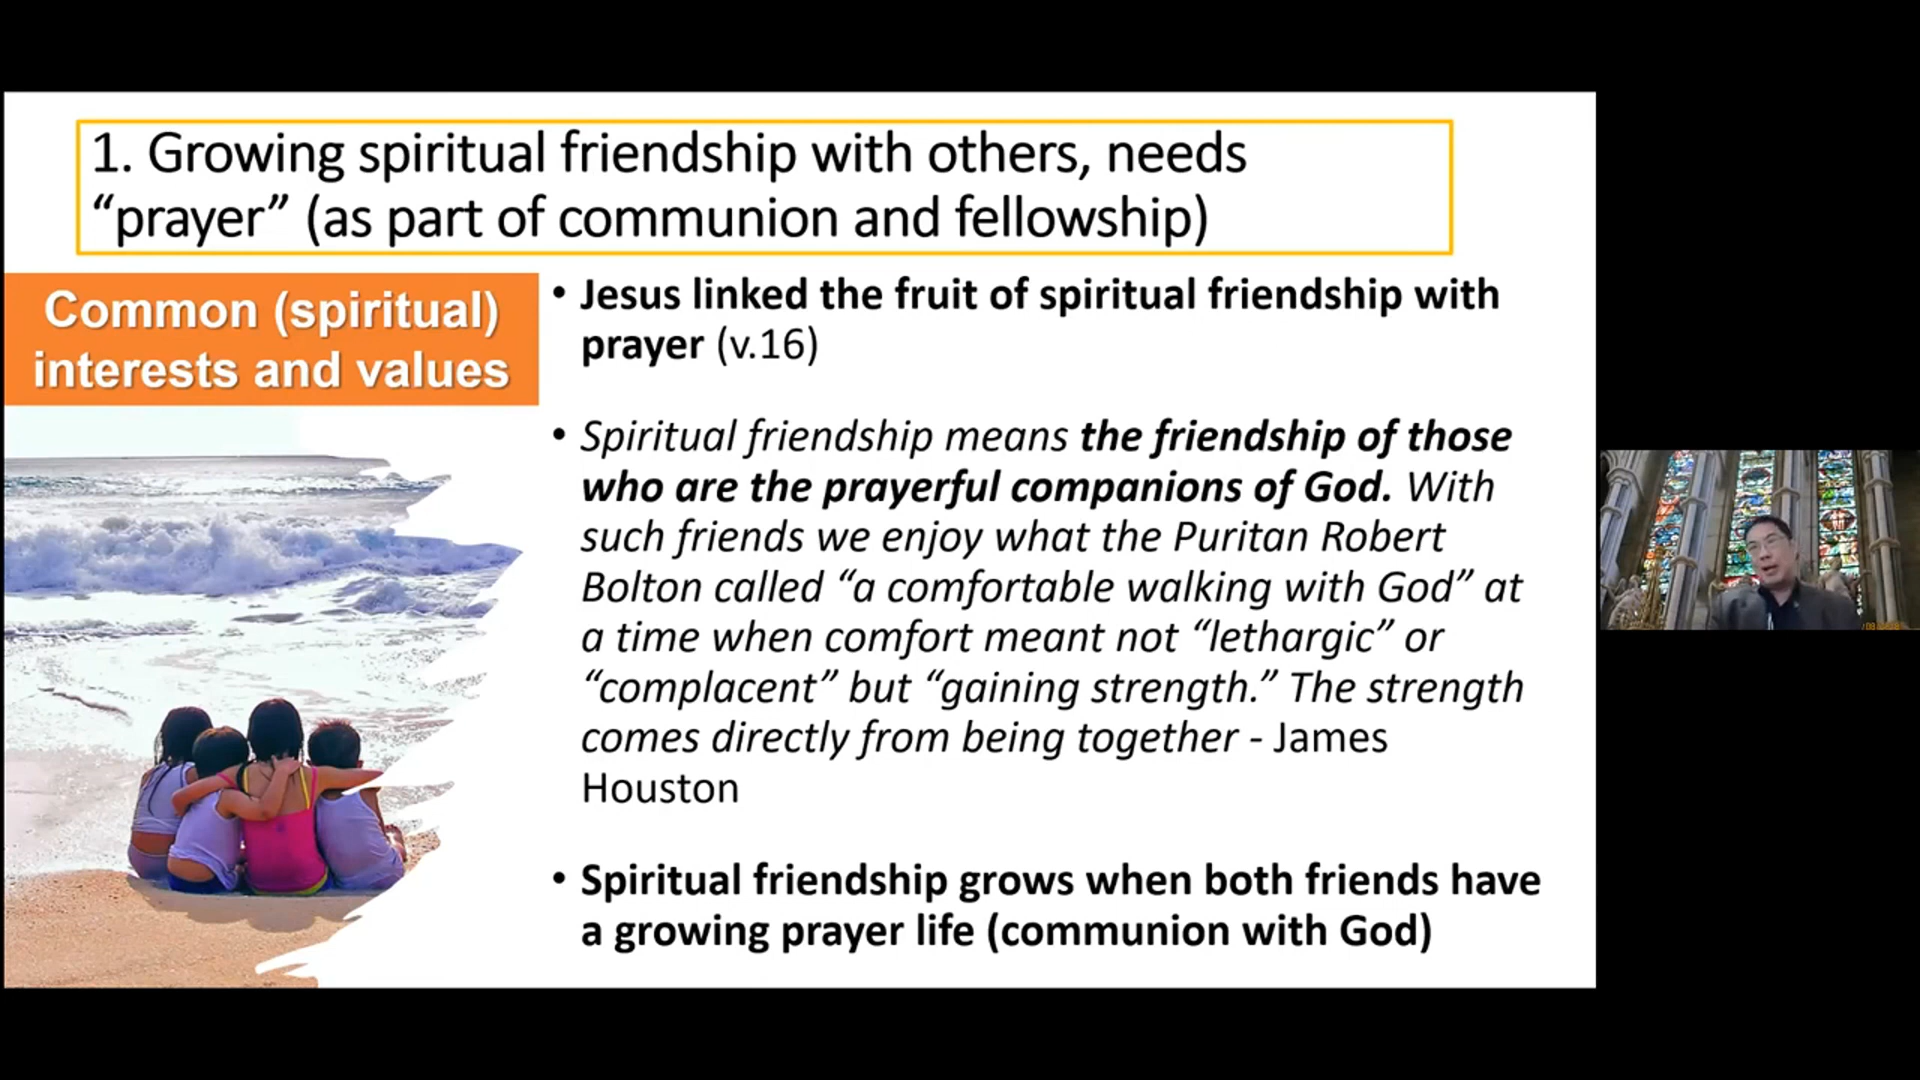 1. Growing spiritual friendship with others, needs
“prayer” (as part of communion and fellowship)
Common (spiritual)
interests and values
• Jesus linked the fruit of spiritual friendship with
prayer (v.16)
• Spiritual friendship means the friendship of those
who are the prayerful companions of God. With
such friends we enjoy what the Puritan Robert
Bolton called “a comfortable walking with God” at
a time when comfort meant not “lethargic” or
“complacent” but “gaining strength.” The strength
comes directly from being together - James
Houston
• Spiritual friendship grows when both friends have
a growing prayer life (communion with God)